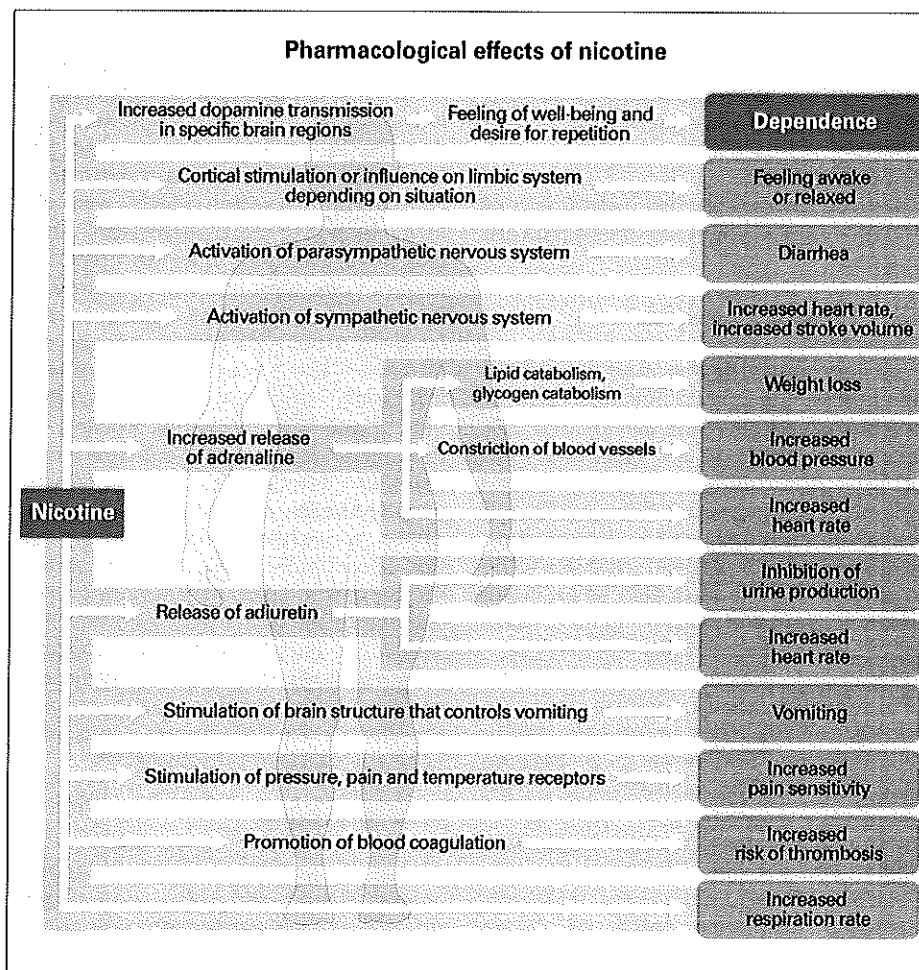 Pharmacological effects of nicotine
Increased dopamine transmission
in specific brain regions
Feeling of well-being and
desire for repetition
Dependence
Cortical stimulation or influence on limbic system
depending on situation
Feeling awake
or relaxed
Activation of parasympathetic nervous system
Diarrhea
Activation of sympathetic nervous system
Increased heart rate,
increased stroke volume
Lipid catabolism,
glycogen catabolism
Weight loss
Increased release
of adrenaline
Constriction of blood vessels
Increased
blood pressure
Nicotine
Increased
heart rate
Inhibition of
urine production
Release of adiuretin
Increased
heart rate
Stimulation of brain structure that controls vomiting
Vomiting
Stimulation of pressure, pain and temperature receptors
Increased
pain sensitivity
Promotion of blood coagulation
Increased
risk of thrombosis
Increased
respiration rate